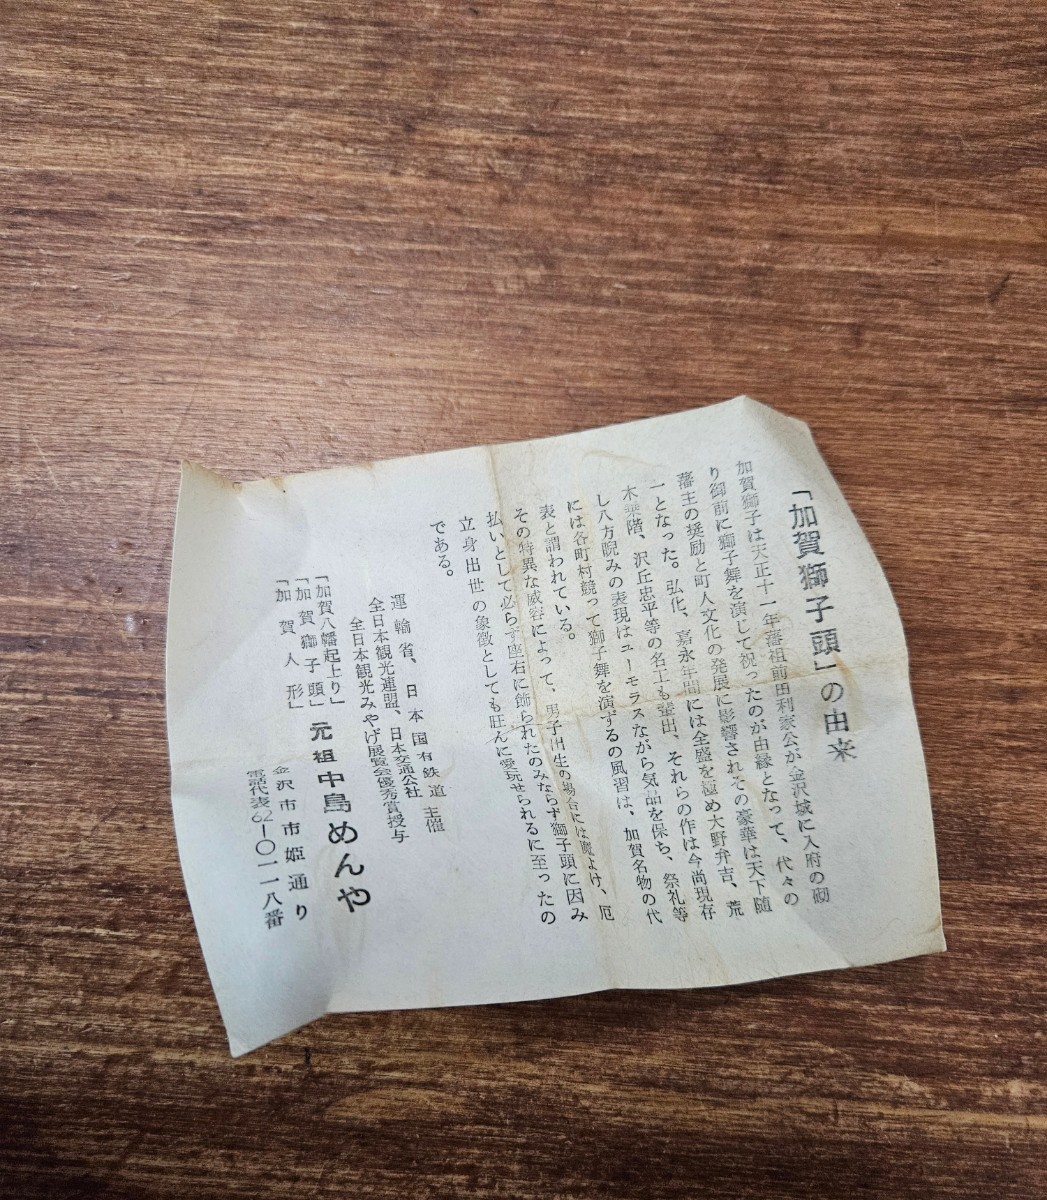 「加賀獅子頭」の由来
加賀獅子は天正十一年藩祖前田利家公が金沢城に入府の砌
り御前に獅子舞を演じて祝ったのが由縁となって、代々の
藩主の奨励と町人文化の発展に影響されその豪華は天下随
一となった。弘化、嘉永年間には全盛を極め大野弁吉、荒
木乗階、沢丘忠平等の名工も輩出、それらの作は今尚現存
し八方睨みの表現はユーモラスながら気品を保ち、祭礼等
には各町村競って獅子舞を演ずるの風習は、加賀名物の代
表と謂われている。
その特異な威容によって、男子出生の場合には魔よけ、厄
払いとして必らず座右に飾られたのみならず獅子頭に因み
立身出世の象徴としても旺んに愛玩せられるに至ったの
である。
運輸省、日本国有鉄道主催
全日本観光連盟、日本交通公社
全日本観光みやげ展覧会優秀賞授与
「加賀八幡起上り」
「加賀獅子頭」元祖中島めんや
「加賀人形」
金沢市市姫通り
電話代表62―〇一一八番